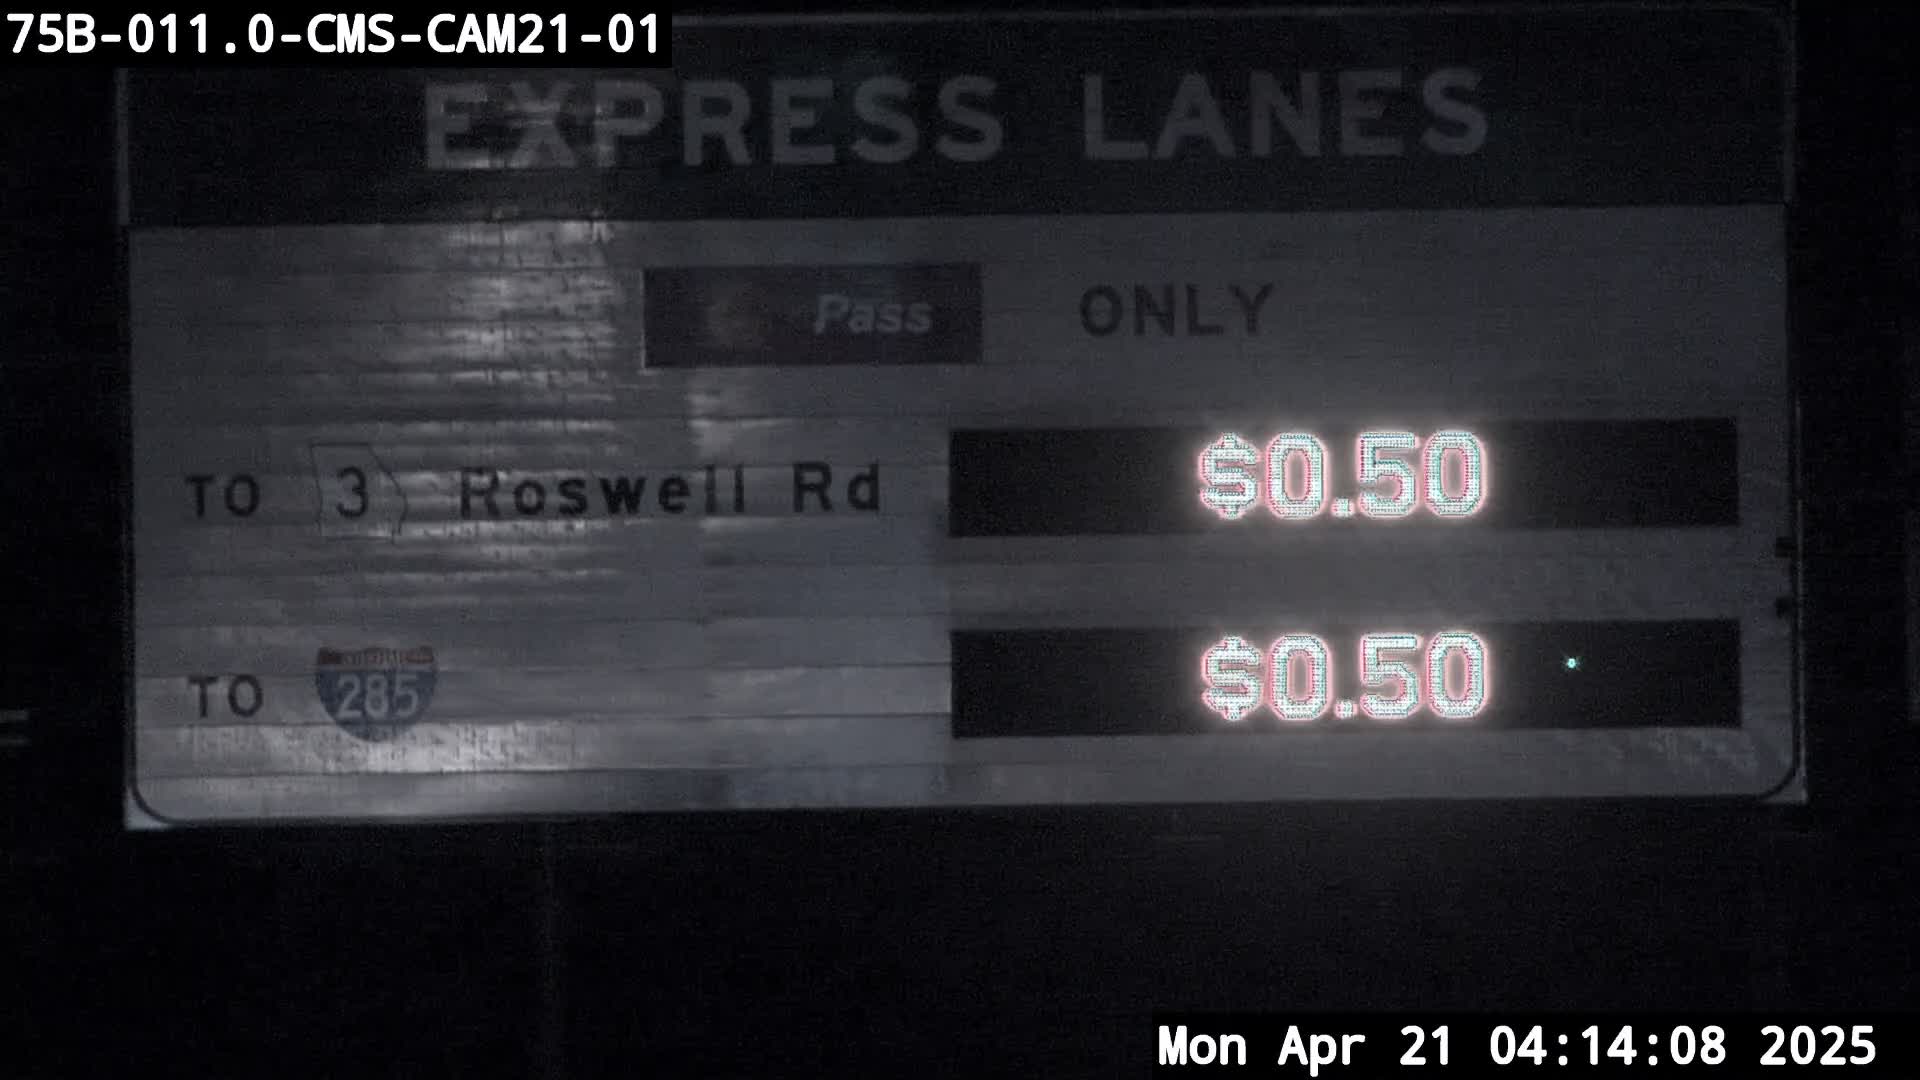 75B-011.0-CMS-CAM21-01
EXPRESS LANES
Pass ONLY
TO 3 Roswell Rd $0.50
TO 285 $0.50
Mon Apr 21 04:14:08 2025